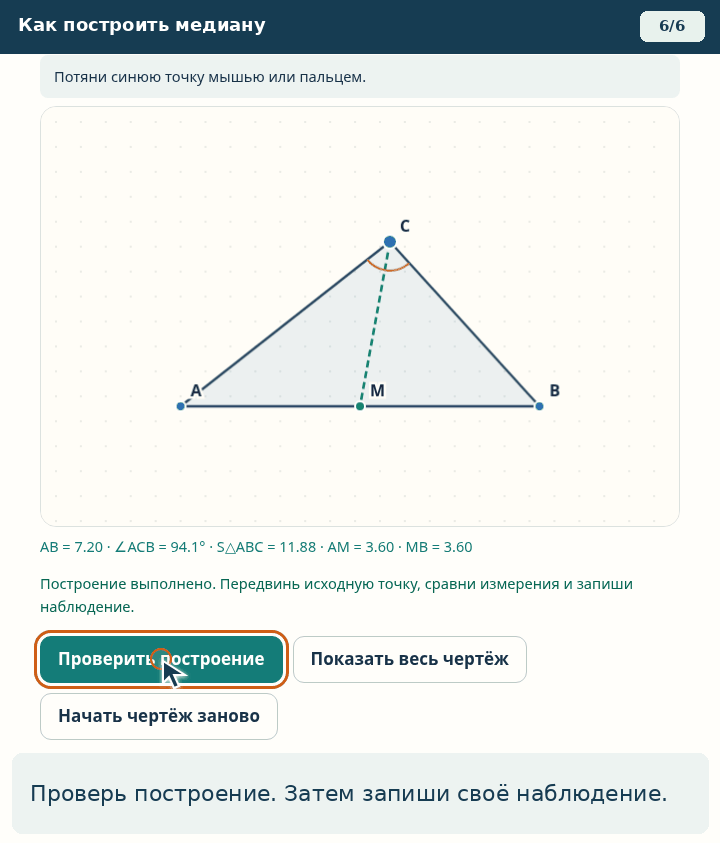 Как построить медиану
6/6
Потяни синюю точку мышью или пальцем.
C
A
M
B
AB = 7.20 · ∠ACB = 94.1° · S△ABC = 11.88 · AM = 3.60 · MB = 3.60
Построение выполнено. Передвинь исходную точку, сравни измерения и запиши
наблюдение.
Проверить построение
Показать весь чертёж
Начать чертёж заново
Проверь построение. Затем запиши своё наблюдение.